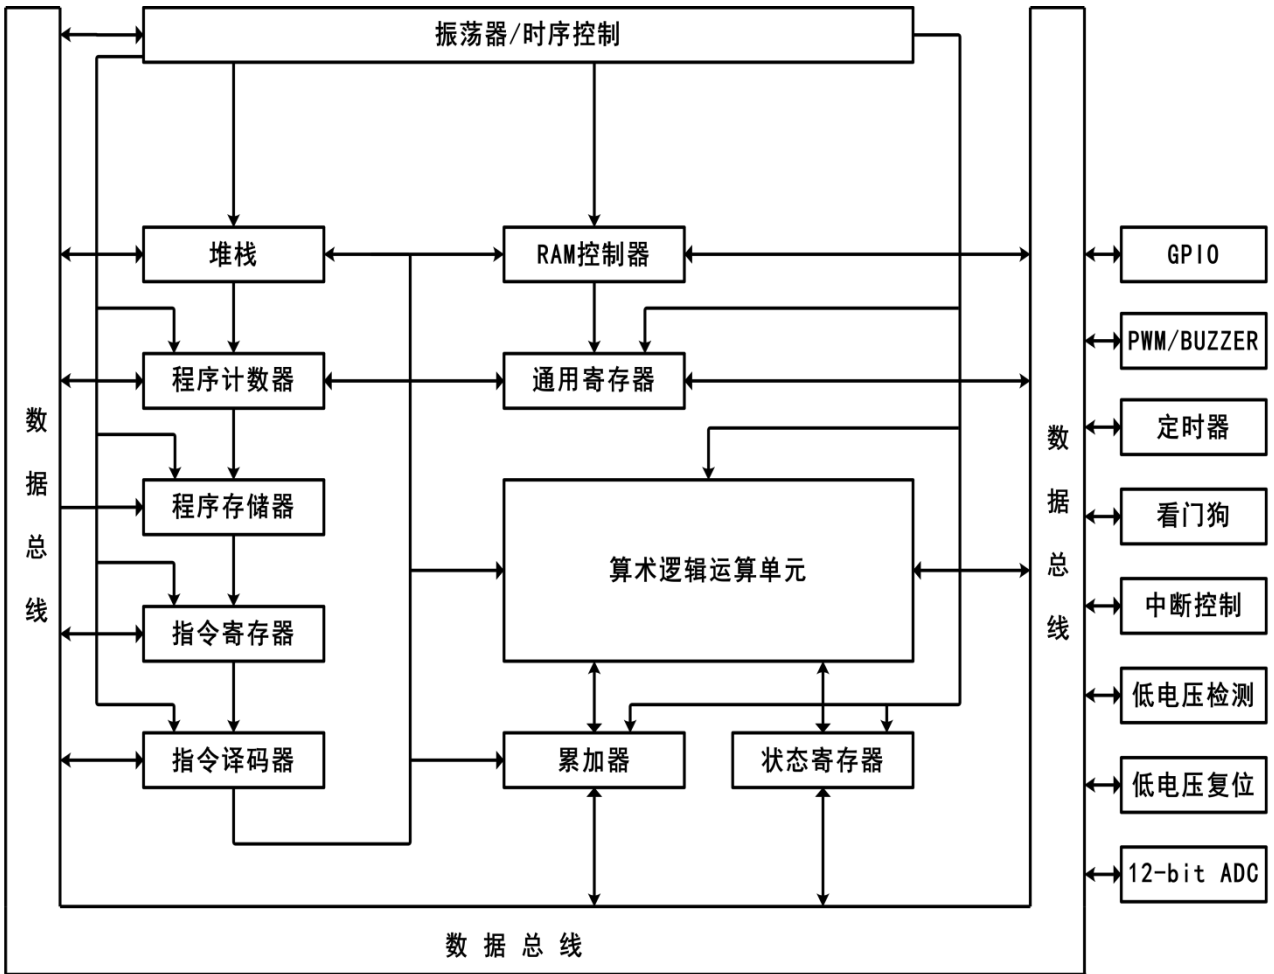 振荡器/时序控制
堆栈
RAM控制器
GPIO
PWM/BUZZER
程序计数器
通用寄存器
定时器
数据总线
数据总线
程序存储器
看门狗
算术逻辑运算单元
中断控制
指令寄存器
低电压检测
指令译码器
累加器
状态寄存器
低电压复位
12-bit ADC
数据总线